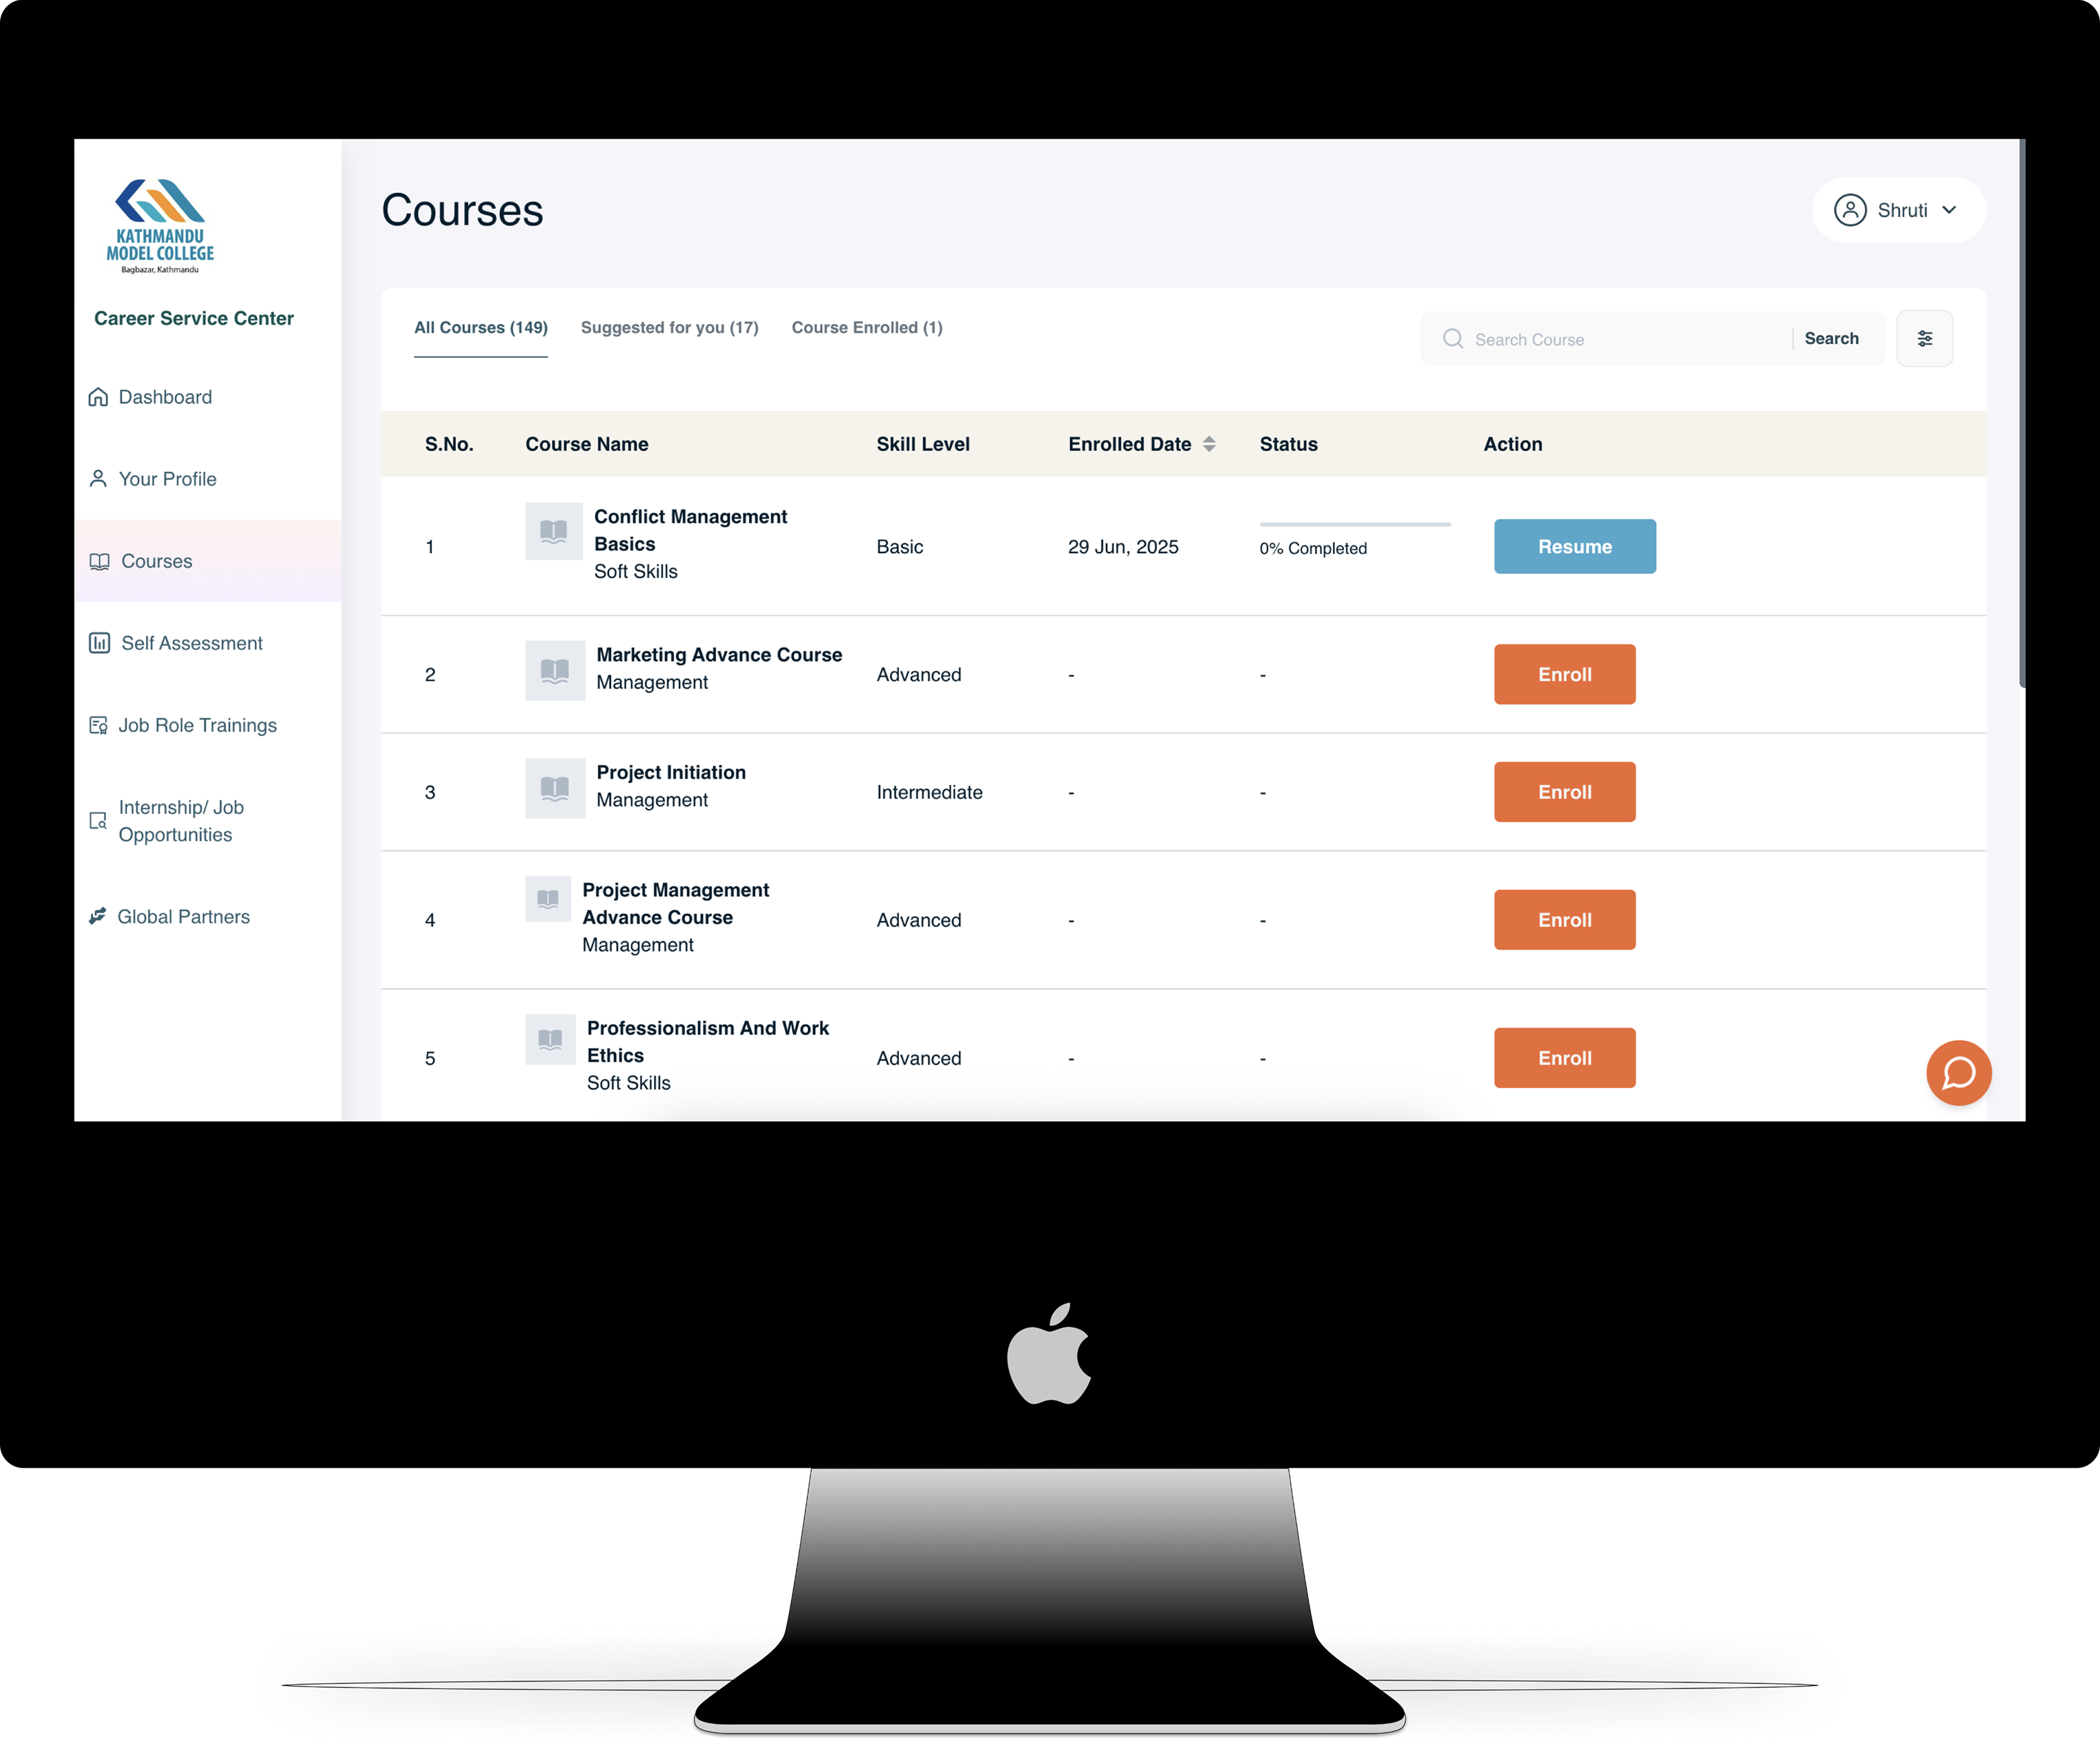 KATHMANDU
MODEL COLLEGE
Bagbazar, Kathmandu
Career Service Center
Dashboard
Your Profile
Courses
Self Assessment
Job Role Trainings
Internship/ Job
Opportunities
Global Partners
Courses
Shruti
All Courses (149) Suggested for you (17) Course Enrolled (1)
Search Course Search
S.No. Course Name Skill Level Enrolled Date Status Action
1 Conflict Management
Basics
Soft Skills
Basic 29 Jun, 2025 0% Completed Resume
2 Marketing Advance Course
Management
Advanced - - Enroll
3 Project Initiation
Management
Intermediate - - Enroll
4 Project Management
Advance Course
Management
Advanced - - Enroll
5 Professionalism And Work
Ethics
Soft Skills
Advanced - - Enroll